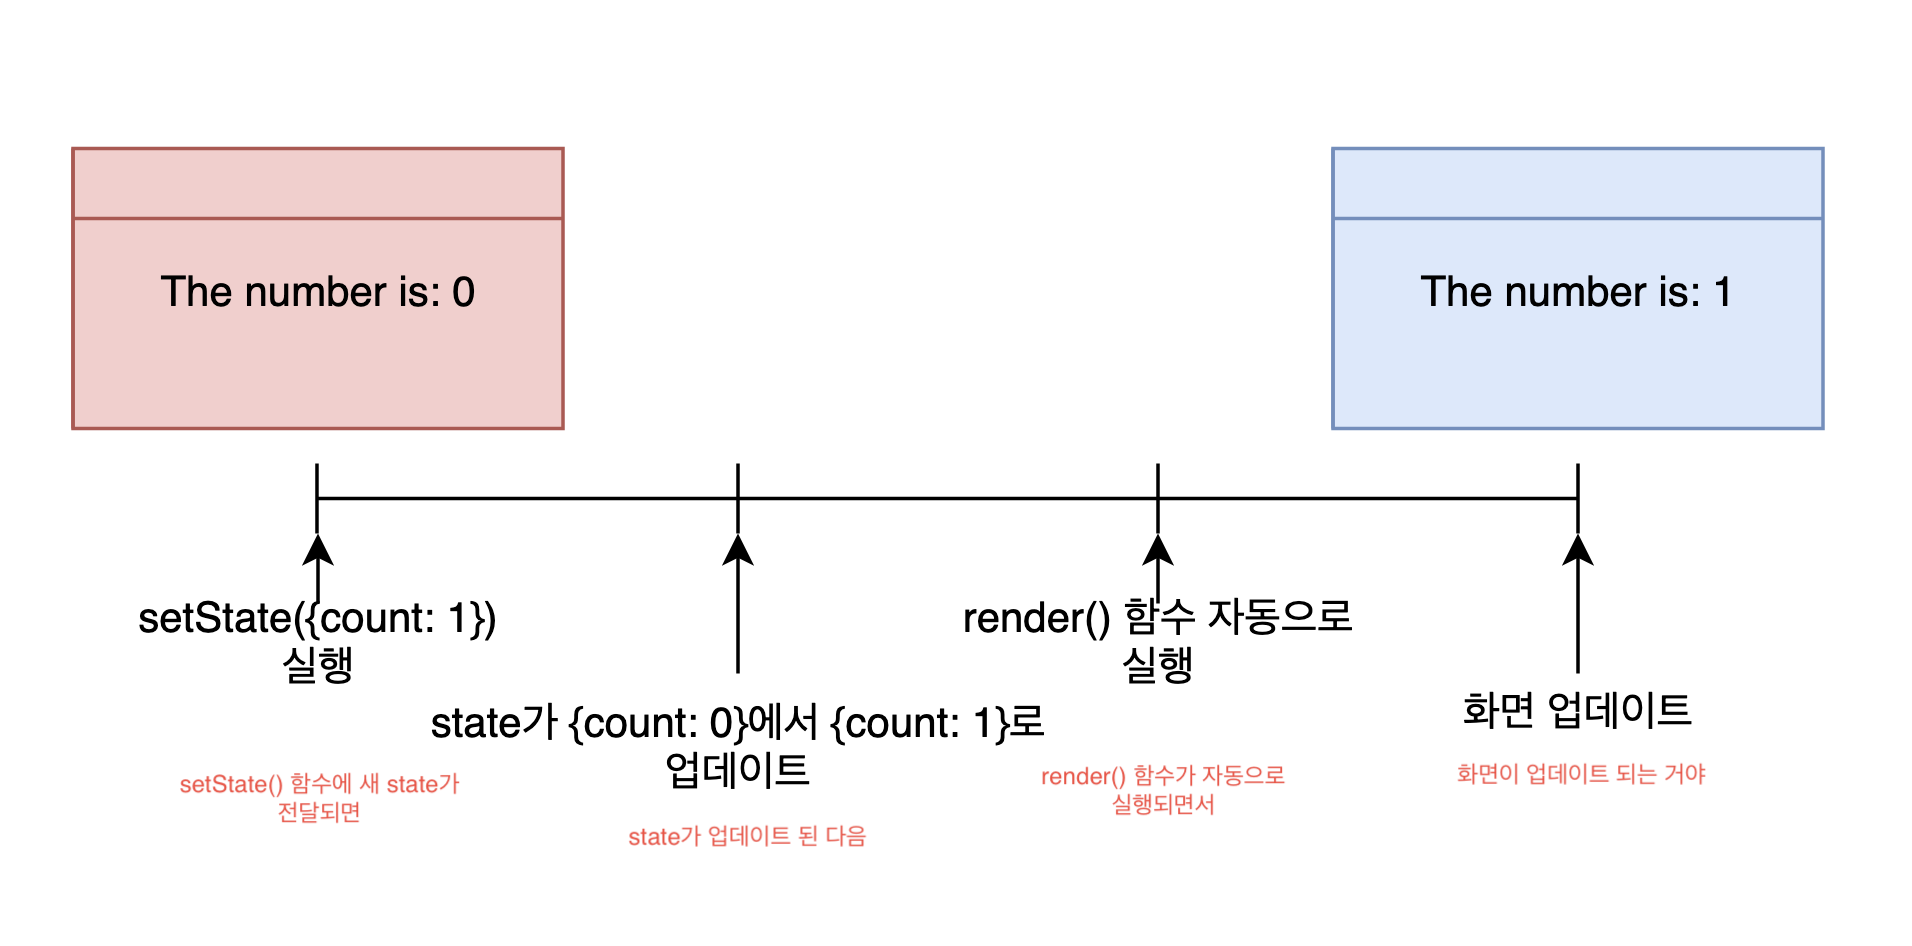 The number is: 0
The number is: 1
setState({count: 1})
실행
state가 {count: 0}에서 {count: 1}로
업데이트
render() 함수 자동으로
실행
화면 업데이트
setState() 함수에 새 state가
전달되면
state가 업데이트 된 다음
render() 함수가 자동으로
실행되면서
화면이 업데이트 되는 거야